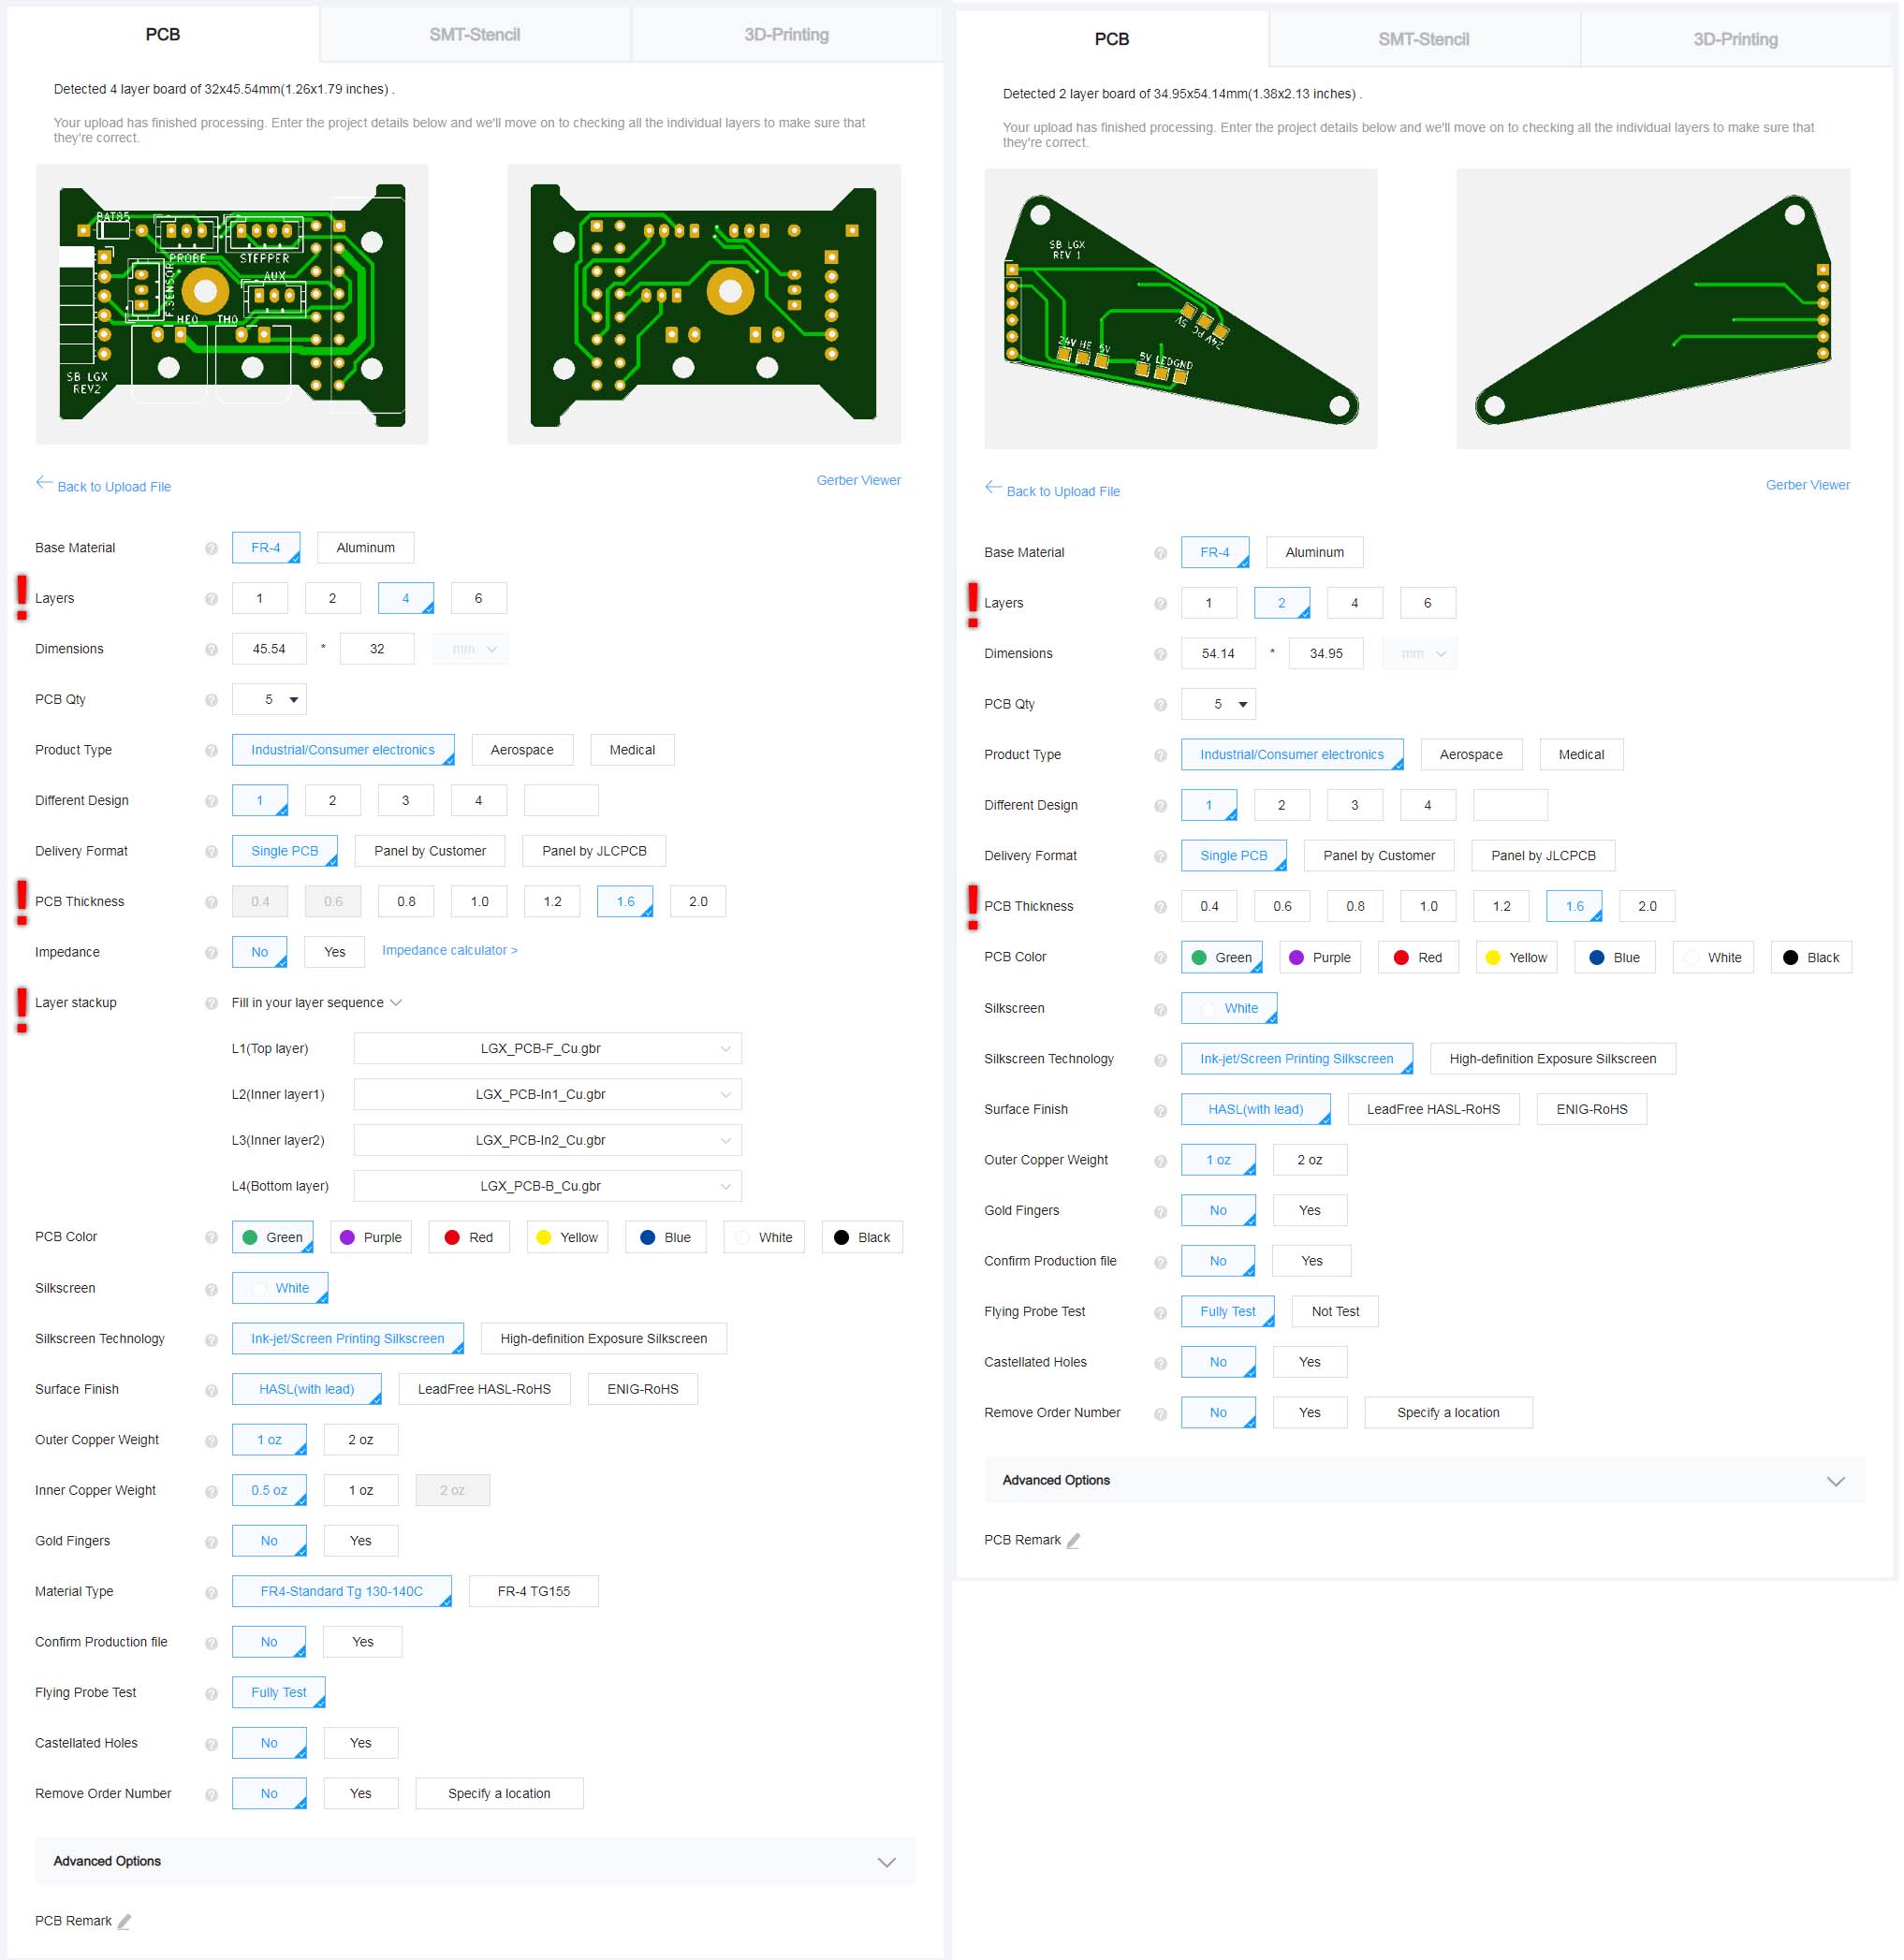 PCB
SMT-Stencil
3D-Printing
Detected 4 layer board of 32x45.54mm(1.26x1.79 inches) .
Your upload has finished processing. Enter the project details below and we'll move on to checking all the individual layers to make sure that
they're correct.
BAT85
PROBE
STEPPER
F.SENSOR
AUX
HE0
TH0
SB LGX
REV2
Back to Upload File
Gerber Viewer
Base Material ? FR-4 Aluminum
! Layers ? 1 2 4 6
Dimensions ? 45.54 * 32 mm
PCB Qty ? 5
Product Type ? Industrial/Consumer electronics Aerospace Medical
Different Design ? 1 2 3 4
Delivery Format ? Single PCB Panel by Customer Panel by JLCPCB
! PCB Thickness ? 0.4 0.6 0.8 1.0 1.2 1.6 2.0
Impedance ? No Yes Impedance calculator >
! Layer stackup ? Fill in your layer sequence
L1(Top layer) LGX_PCB-F_Cu.gbr
L2(Inner layer1) LGX_PCB-In1_Cu.gbr
L3(Inner layer2) LGX_PCB-In2_Cu.gbr
L4(Bottom layer) LGX_PCB-B_Cu.gbr
PCB Color ? Green Purple Red Yellow Blue White Black
Silkscreen ? White
Silkscreen Technology ? Ink-jet/Screen Printing Silkscreen High-definition Exposure Silkscreen
Surface Finish ? HASL(with lead) LeadFree HASL-RoHS ENIG-RoHS
Outer Copper Weight ? 1 oz 2 oz
Inner Copper Weight ? 0.5 oz 1 oz 2 oz
Gold Fingers ? No Yes
Material Type ? FR4-Standard Tg 130-140C FR-4 TG155
Confirm Production file ? No Yes
Flying Probe Test ? Fully Test
Castellated Holes ? No Yes
Remove Order Number ? No Yes Specify a location
Advanced Options
PCB Remark
PCB
SMT-Stencil
3D-Printing
Detected 2 layer board of 34.95x54.14mm(1.38x2.13 inches) .
Your upload has finished processing. Enter the project details below and we'll move on to checking all the individual layers to make sure that
they're correct.
SB LGX
REV 1
24V PC 5V
24V HE 5V
5V LEDGND
Back to Upload File
Gerber Viewer
Base Material ? FR-4 Aluminum
! Layers ? 1 2 4 6
Dimensions ? 54.14 * 34.95 mm
PCB Qty ? 5
Product Type ? Industrial/Consumer electronics Aerospace Medical
Different Design ? 1 2 3 4
Delivery Format ? Single PCB Panel by Customer Panel by JLCPCB
! PCB Thickness ? 0.4 0.6 0.8 1.0 1.2 1.6 2.0
PCB Color ? Green Purple Red Yellow Blue White Black
Silkscreen ? White
Silkscreen Technology ? Ink-jet/Screen Printing Silkscreen High-definition Exposure Silkscreen
Surface Finish ? HASL(with lead) LeadFree HASL-RoHS ENIG-RoHS
Outer Copper Weight ? 1 oz 2 oz
Gold Fingers ? No Yes
Confirm Production file ? No Yes
Flying Probe Test ? Fully Test Not Test
Castellated Holes ? No Yes
Remove Order Number ? No Yes Specify a location
Advanced Options
PCB Remark